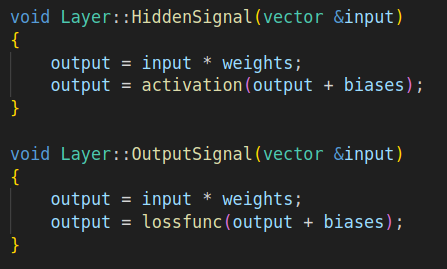 void Layer::HiddenSignal(vector &input)
{
    output = input * weights;
    output = activation(output + biases);
}

void Layer::OutputSignal(vector &input)
{
    output = input * weights;
    output = lossfunc(output + biases);
}